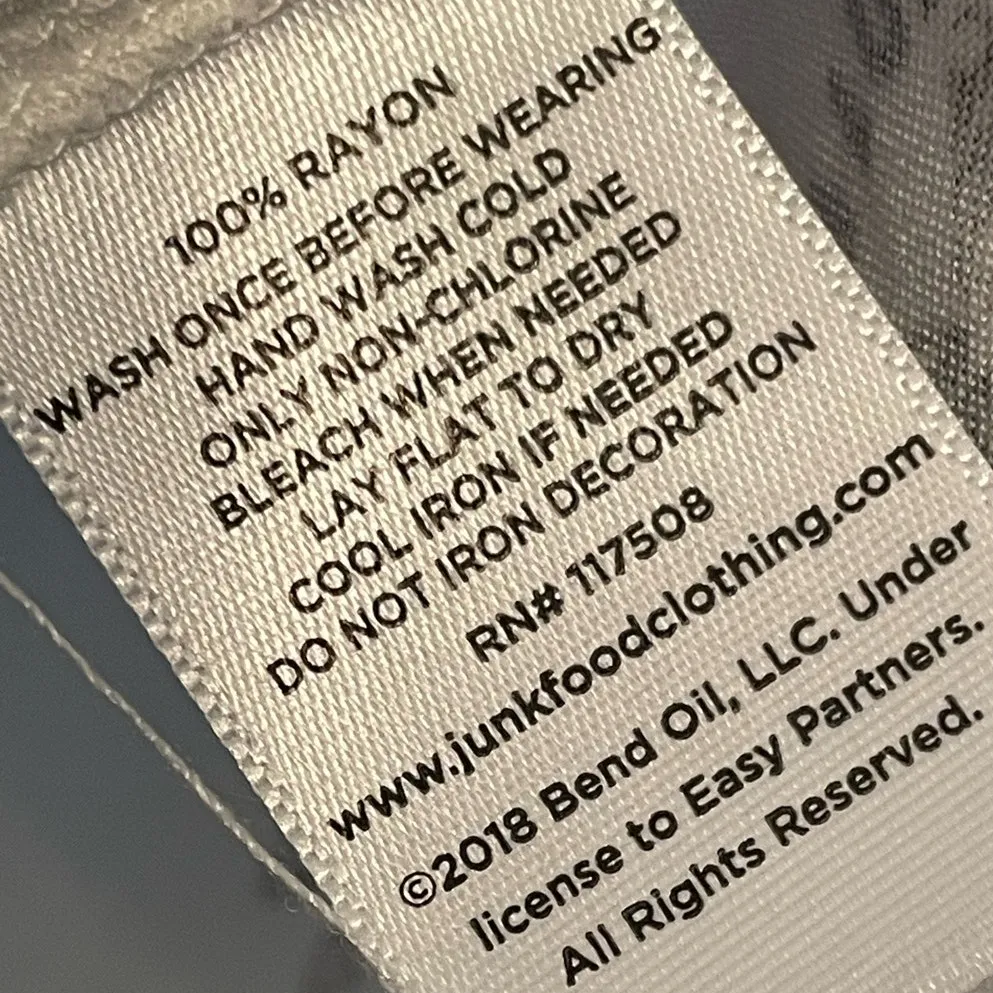 100% RAYON
WASH ONCE BEFORE WEARING
HAND WASH COLD
ONLY NON-CHLORINE
BLEACH WHEN NEEDED
LAY FLAT TO DRY
COOL IRON IF NEEDED
DO NOT IRON DECORATION
RN# 117508
www.junkfoodclothing.com
©2018 Bend Oil, LLC. Under
license to Easy Partners.
All Rights Reserved.